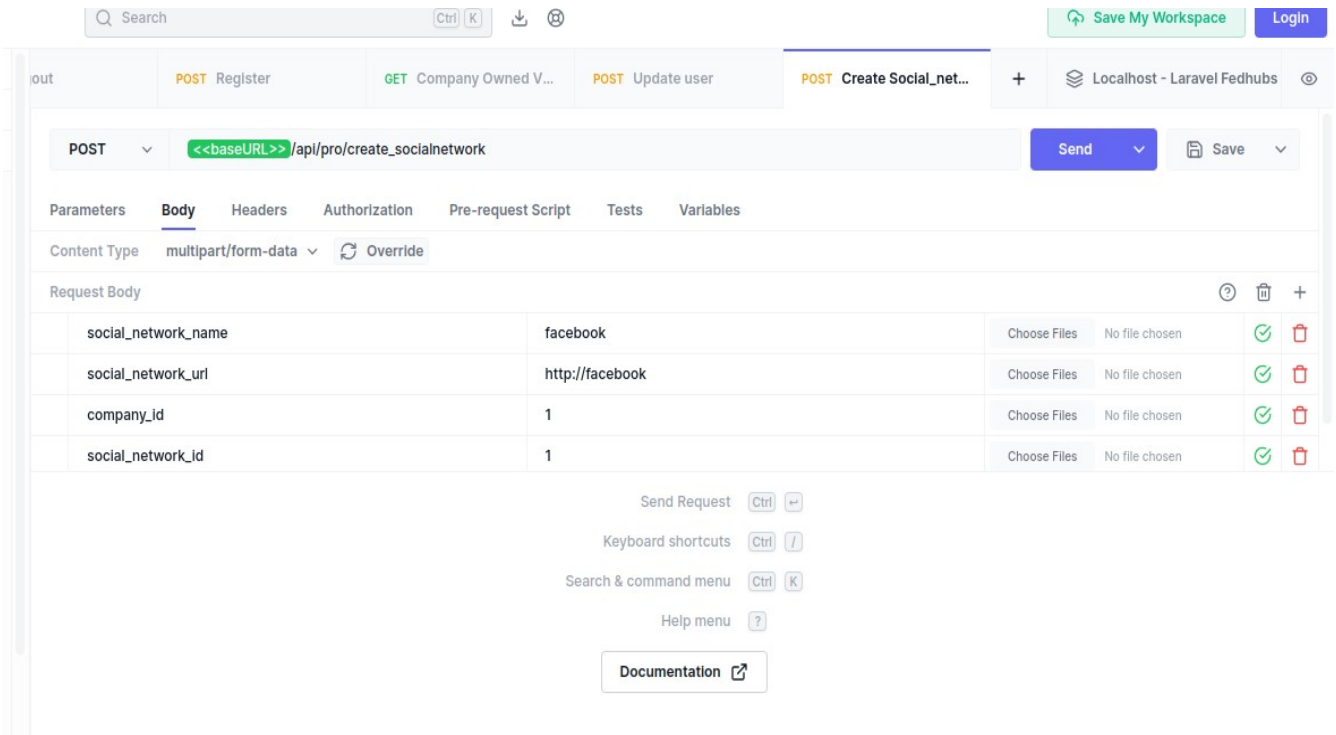 Search Ctrl K Save My Workspace Login
out POST Register GET Company Owned V... POST Update user POST Create Social_net... + Localhost - Laravel Fedhubs
POST <<baseURL>>/api/pro/create_socialnetwork Send Save
Parameters Body Headers Authorization Pre-request Script Tests Variables
Content Type multipart/form-data Override
Request Body
social_network_name facebook Choose Files No file chosen
social_network_url http://facebook Choose Files No file chosen
company_id 1 Choose Files No file chosen
social_network_id 1 Choose Files No file chosen
Send Request Ctrl ↩
Keyboard shortcuts Ctrl /
Search & command menu Ctrl K
Help menu ?
Documentation